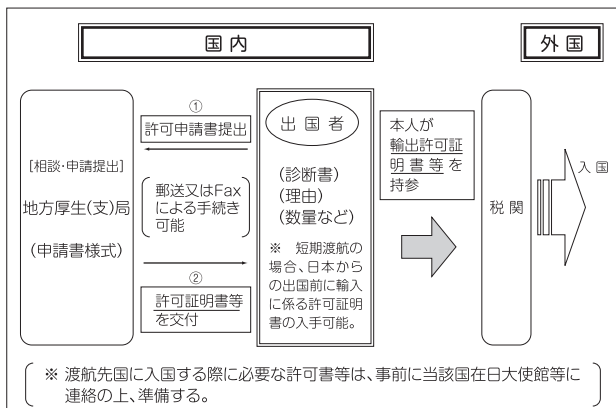 国内
外国
①
許可申請書提出
[相談・申請提出]
地方厚生(支)局
(申請書様式)
郵送又はFax
による手続き
可能
②
許可証明書等
を交付
出国者
(診断書)
(理由)
(数量など)
※ 短期渡航の
場合、日本から
の出国前に輸入
に係る許可証明
書の入手可能。
本人が
輸出許可証
明書等を
持参
税関
入国
※ 渡航先国に入国する際に必要な許可書等は、事前に当該国在日大使館等に
連絡の上、準備する。